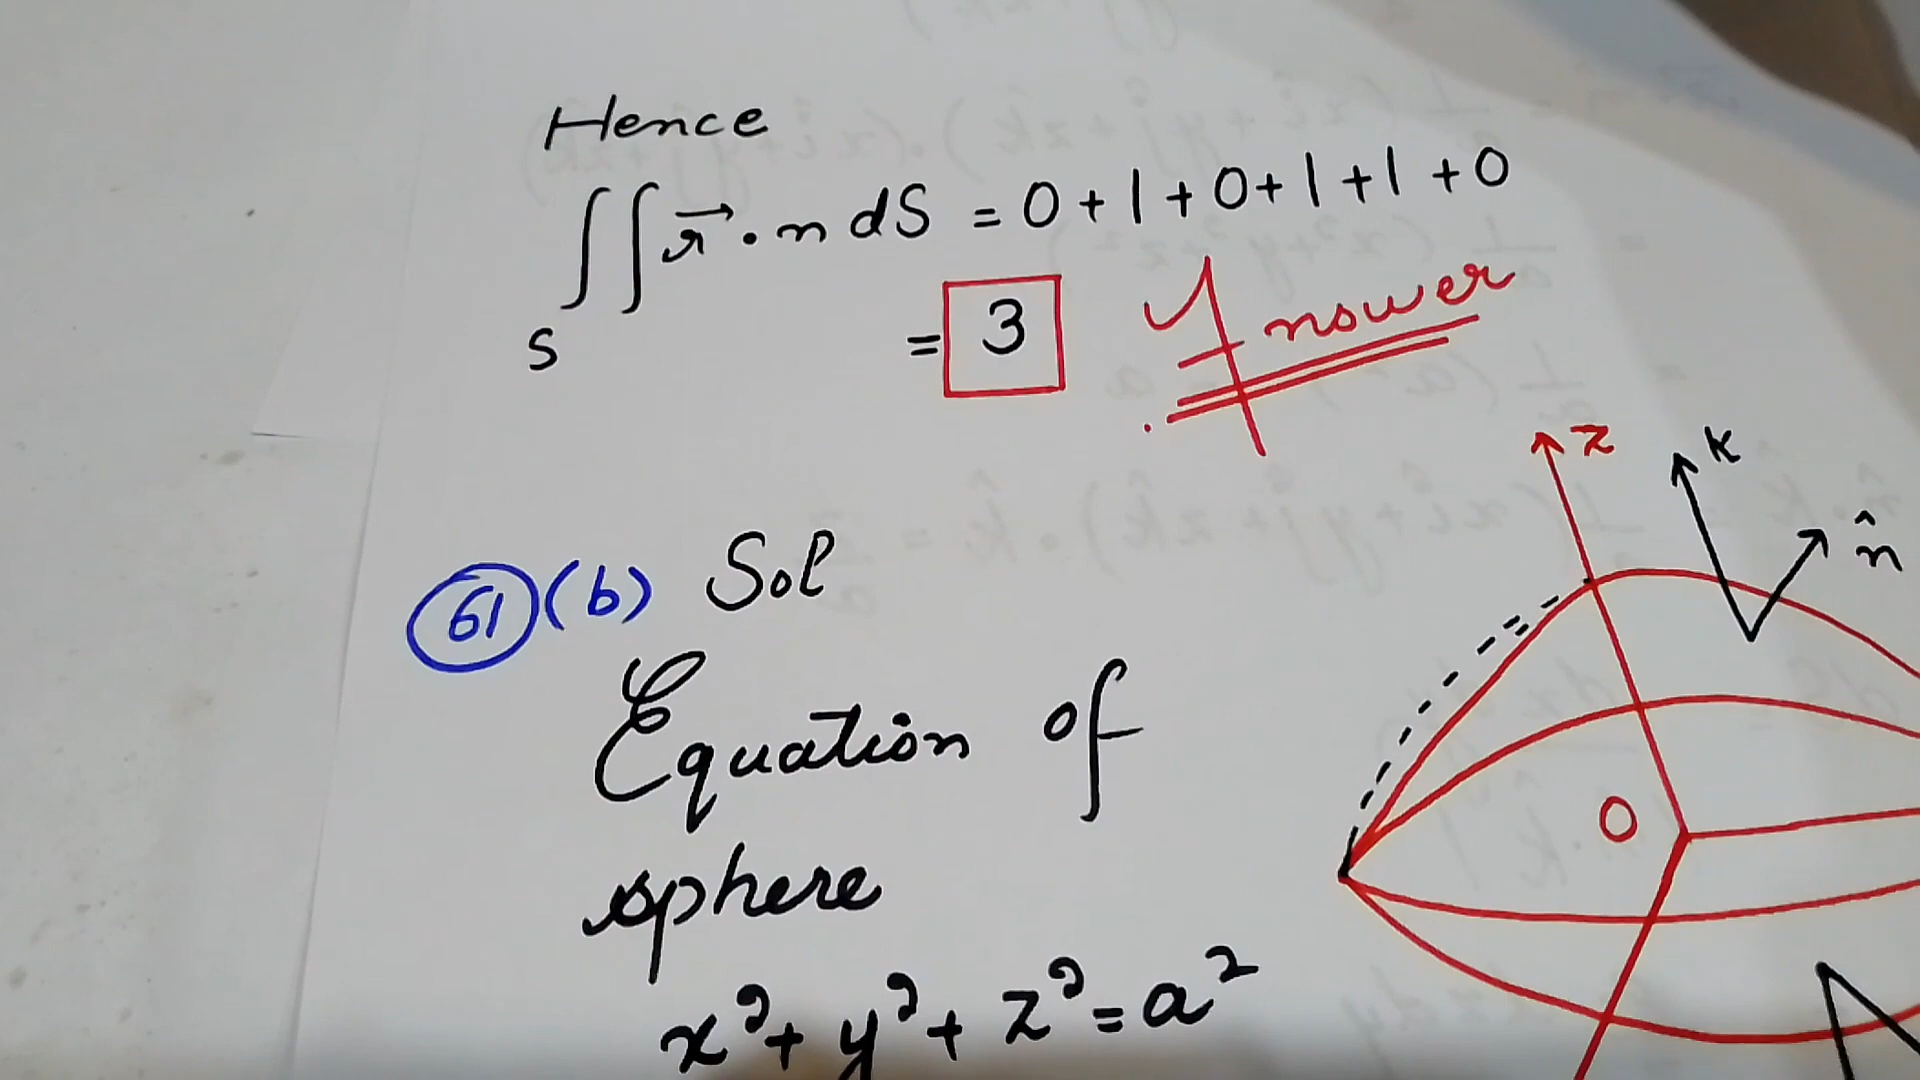 Hence
∫∫ r⃗ . n dS = 0 + 1 + 0 + 1 + 1 + 0
S
= 3 Answer
61 (b) Sol
Equation of
sphere
x² + y² + z² = a²
z
k
n̂
O